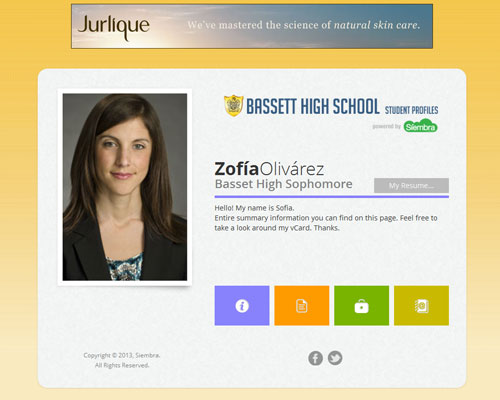 Jurlique
We've mastered the science of natural skin care.
BASSETT HIGH SCHOOL STUDENT PROFILES
powered by Siembra
ZofíaOlivárez
Basset High Sophomore
My Resume...
Hello! My name is Sofia.
Entire summary information you can find on this page. Feel free to
take a look around my vCard. Thanks.
Copyright © 2013, Siembra.
All Rights Reserved.